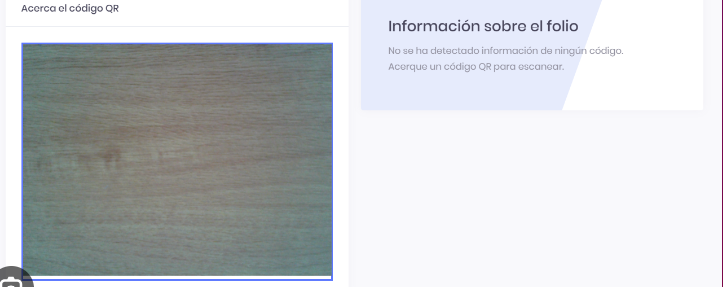 Acerca el código QR
Información sobre el folio
No se ha detectado información de ningún código.
Acerque un código QR para escanear.